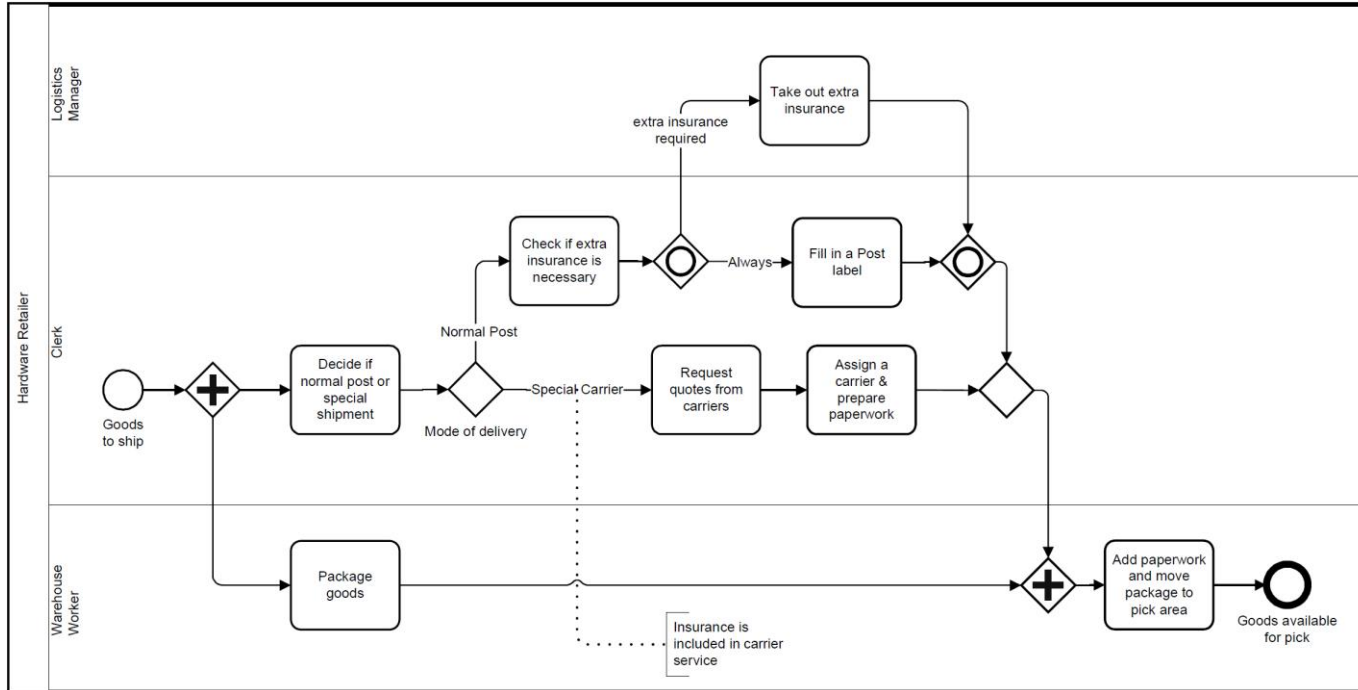 Hardware Retailer
Logistics
Manager
Take out extra
insurance
extra insurance
required
Clerk
Check if extra
insurance is
necessary
Always
Fill in a Post
label
Normal Post
Goods
to ship
Decide if
normal post or
special
shipment
Mode of delivery
Special Carrier
Request
quotes from
carriers
Assign a
carrier &
prepare
paperwork
Warehouse
Worker
Package
goods
Insurance is
included in carrier
service
Add paperwork
and move
package to
pick area
Goods available
for pick